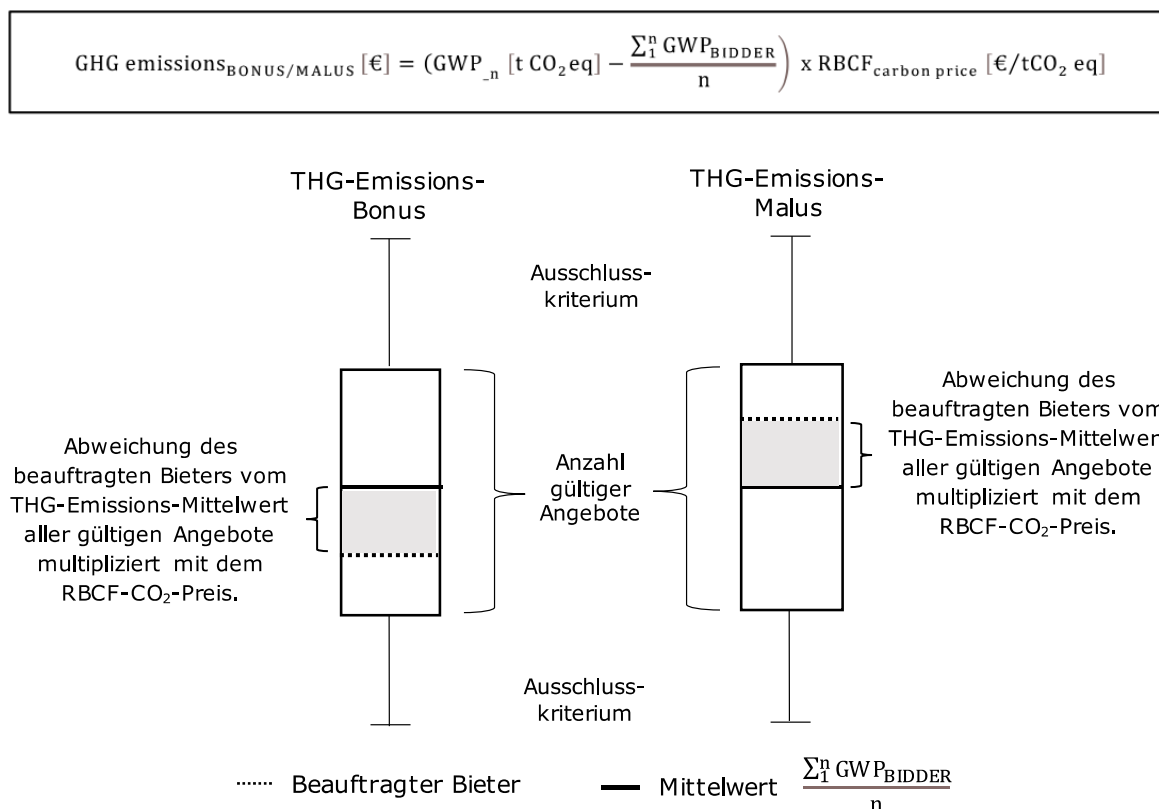 GHG emissions_BONUS/MALUS [€] = (GWP_n [t CO₂eq] − ∑₁ⁿ GWP_BIDDER / n) x RBCF_carbon price [€/tCO₂ eq]
THG-Emissions-
Bonus
THG-Emissions-
Malus
Ausschluss-
kriterium
Abweichung des
beauftragten Bieters vom
THG-Emissions-Mittelwert
aller gültigen Angebote
multipliziert mit dem
RBCF-CO₂-Preis.
Anzahl
gültiger
Angebote
Abweichung des
beauftragten Bieters vom
THG-Emissions-Mittelwer
aller gültigen Angebote
multipliziert mit dem
RBCF-CO₂-Preis.
Ausschluss-
kriterium
Beauftragter Bieter
Mittelwert ∑₁ⁿ GWP_BIDDER / n